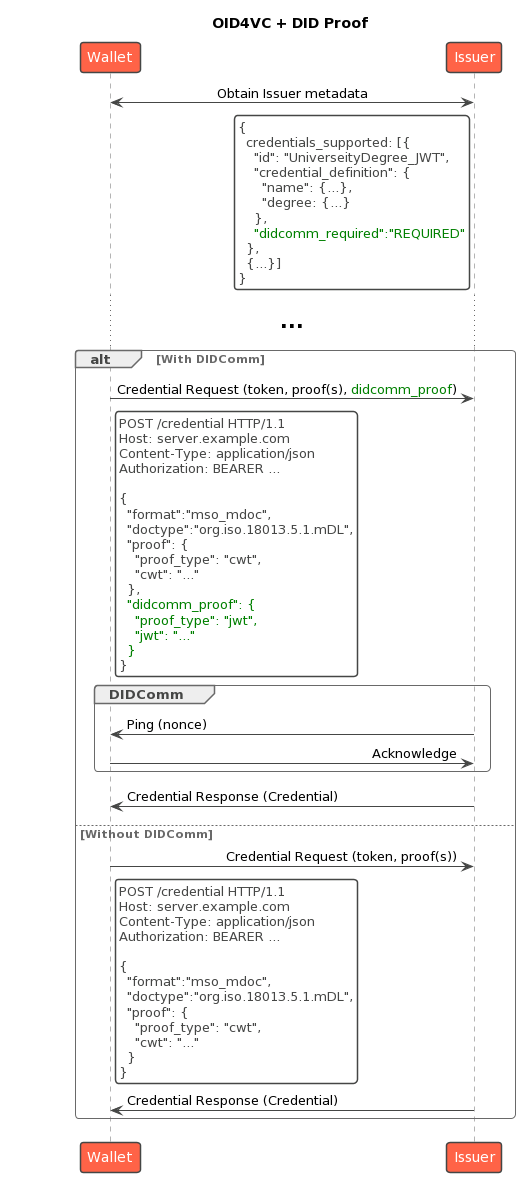 OID4VC + DID Proof
Wallet
Issuer
Obtain Issuer metadata
{
credentials_supported: [{
"id": "UniverseityDegree_JWT",
"credential_definition": {
"name": {...},
"degree: {...}
},
"didcomm_required":"REQUIRED"
},
{...}]
}
...
alt [With DIDComm]
Credential Request (token, proof(s), didcomm_proof)
POST /credential HTTP/1.1
Host: server.example.com
Content-Type: application/json
Authorization: BEARER ...
{
"format":"mso_mdoc",
"doctype":"org.iso.18013.5.1.mDL",
"proof": {
"proof_type": "cwt",
"cwt": "..."
},
"didcomm_proof": {
"proof_type": "jwt",
"jwt": "..."
}
}
DIDComm
Ping (nonce)
Acknowledge
Credential Response (Credential)
[Without DIDComm]
Credential Request (token, proof(s))
POST /credential HTTP/1.1
Host: server.example.com
Content-Type: application/json
Authorization: BEARER ...
{
"format":"mso_mdoc",
"doctype":"org.iso.18013.5.1.mDL",
"proof": {
"proof_type": "cwt",
"cwt": "..."
}
}
Credential Response (Credential)
Wallet
Issuer